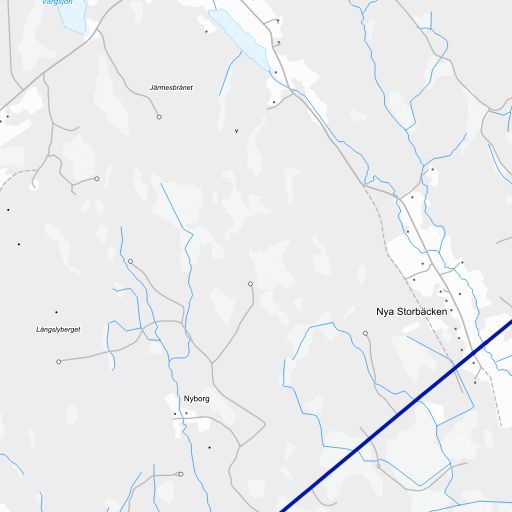 Vargsjön
Järmesbrånet
Nya Storbäcken
Långslyberget
Nyborg